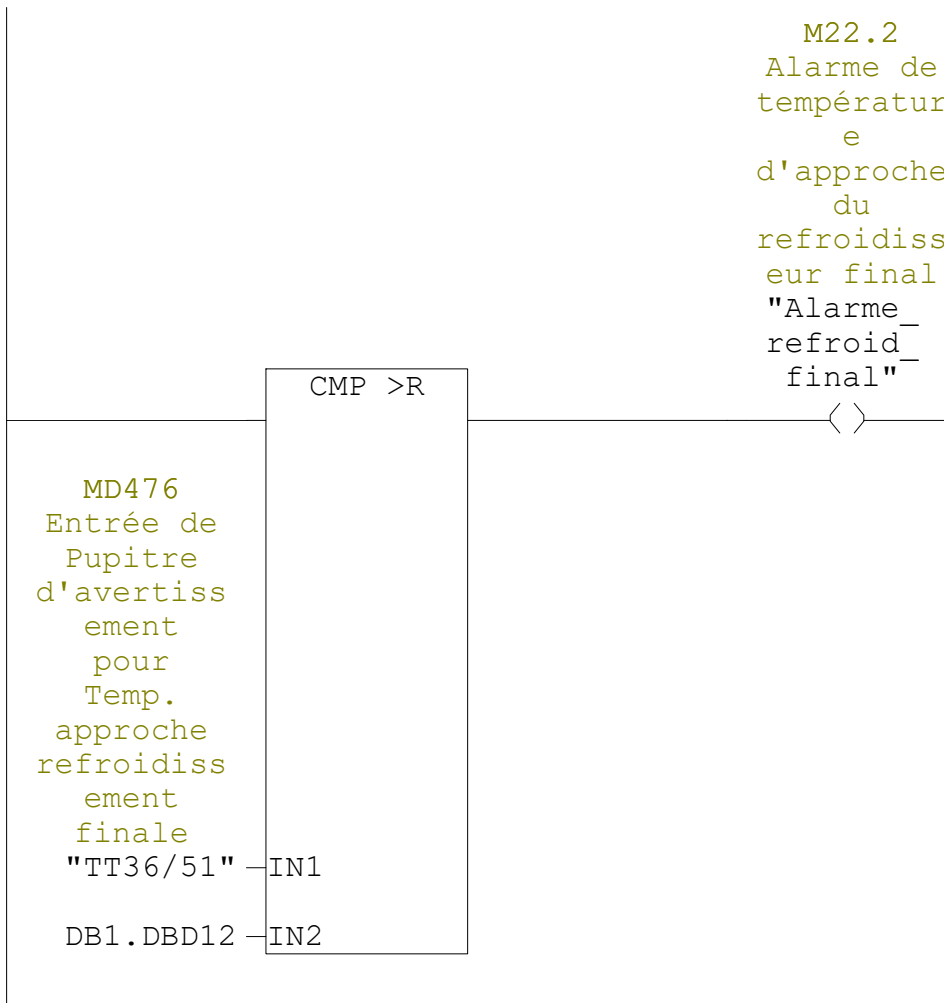 M22.2
Alarme de
températur
e
d'approche
du
refroidiss
eur final
"Alarme_
refroid_
final"
CMP >R
MD476
Entrée de
Pupitre
d'avertiss
ement
pour
Temp.
approche
refroidiss
ement
finale
"TT36/51" IN1
DB1.DBD12 IN2